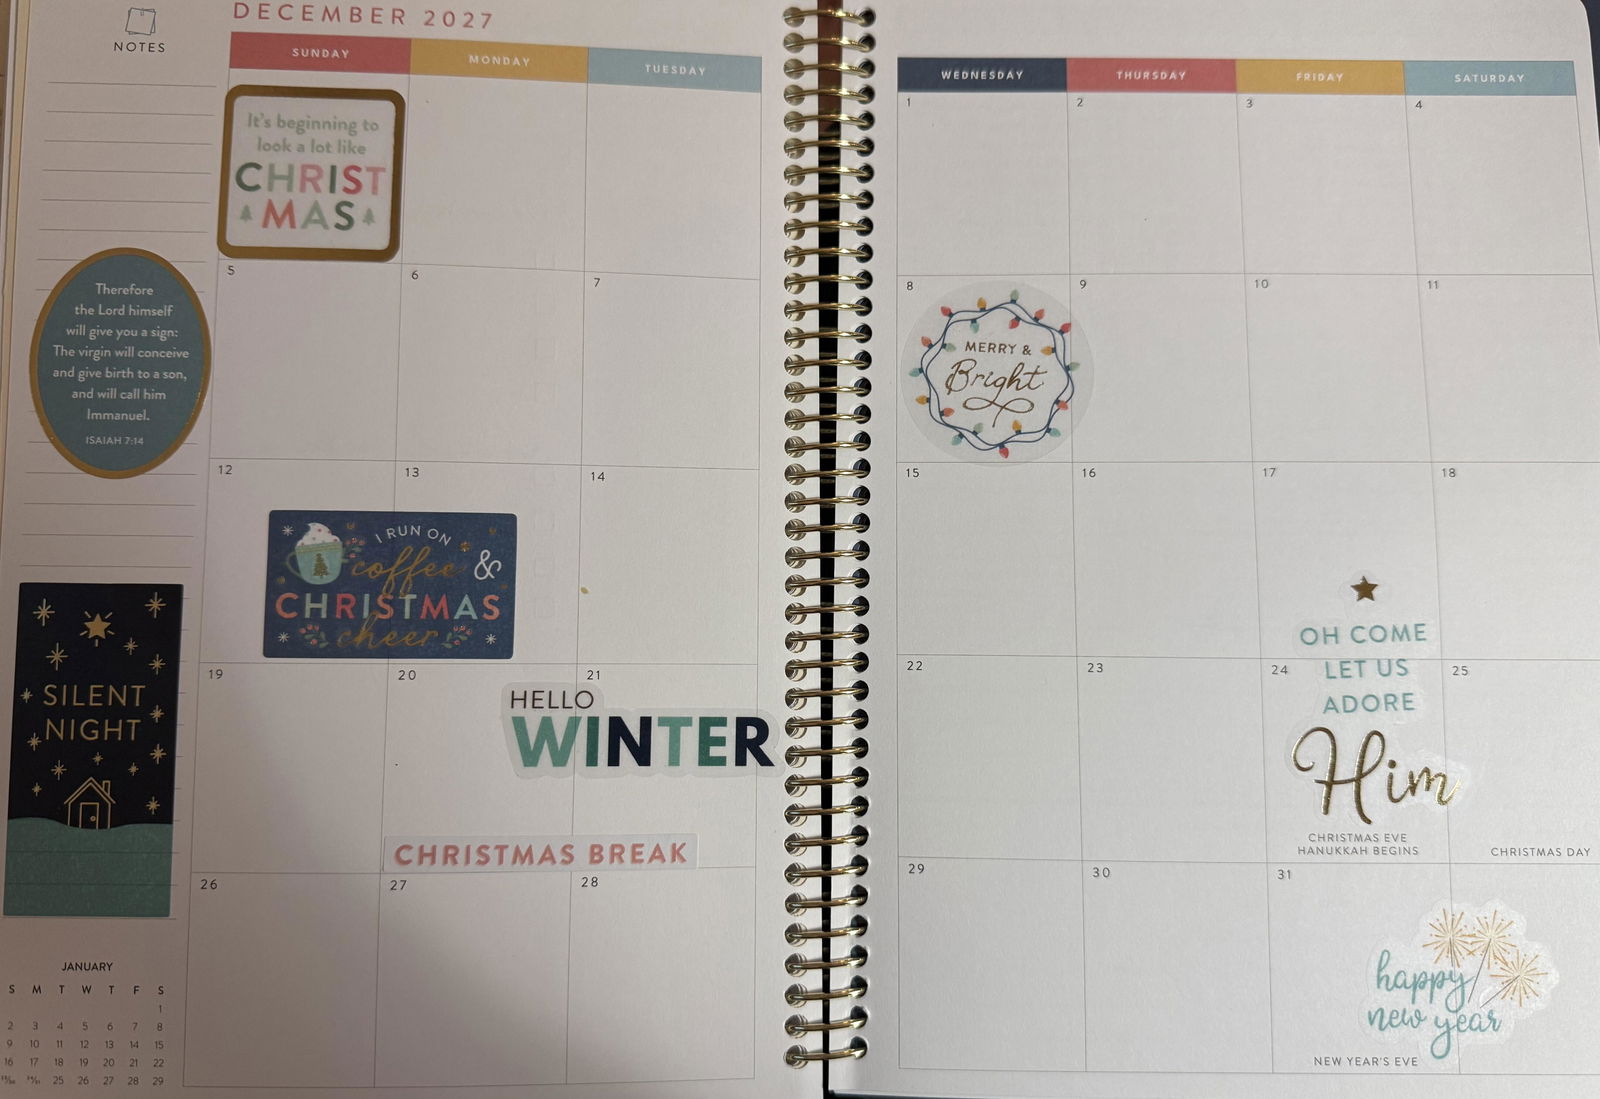 NOTES
DECEMBER 2027
SUNDAY MONDAY TUESDAY WEDNESDAY THURSDAY FRIDAY SATURDAY
It's beginning to
look a lot like
CHRIST
MAS
1 2 3 4
Therefore
the Lord himself
will give you a sign:
The virgin will conceive
and give birth to a son,
and will call him
Immanuel.
ISAIAH 7:14
5 6 7 8 9 10 11
MERRY &
Bright
12 13 14 15 16 17 18
I RUN ON
coffee &
CHRISTMAS
cheer
SILENT
NIGHT
OH COME
LET US
ADORE
Him
19 20 21 22 23 24 25
HELLO
WINTER
CHRISTMAS BREAK
CHRISTMAS EVE
HANUKKAH BEGINS
CHRISTMAS DAY
26 27 28 29 30 31
happy
new year
NEW YEAR'S EVE
JANUARY
S M T W T F S
1
2 3 4 5 6 7 8
9 10 11 12 13 14 15
16 17 18 19 20 21 22
23/30 24/31 25 26 27 28 29